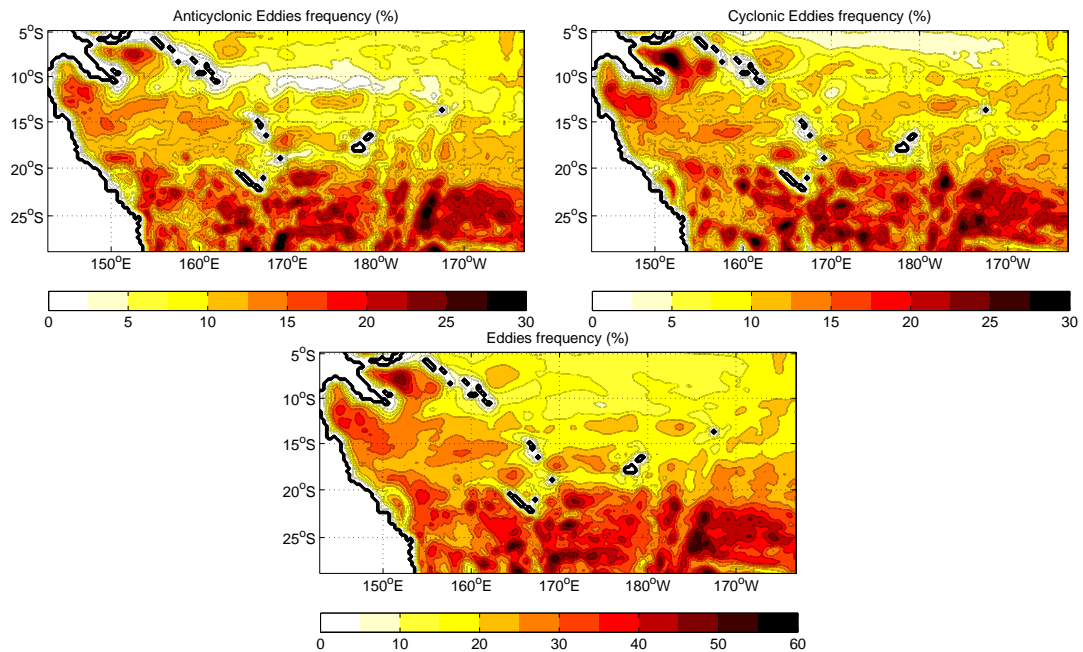 Anticyclonic Eddies frequency (%)
5°S
10°S
15°S
20°S
25°S
150°E 160°E 170°E 180°W 170°W
0 5 10 15 20 25 30
Cyclonic Eddies frequency (%)
5°S
10°S
15°S
20°S
25°S
150°E 160°E 170°E 180°W 170°W
0 5 10 15 20 25 30
Eddies frequency (%)
5°S
10°S
15°S
20°S
25°S
150°E 160°E 170°E 180°W 170°W
0 10 20 30 40 50 60